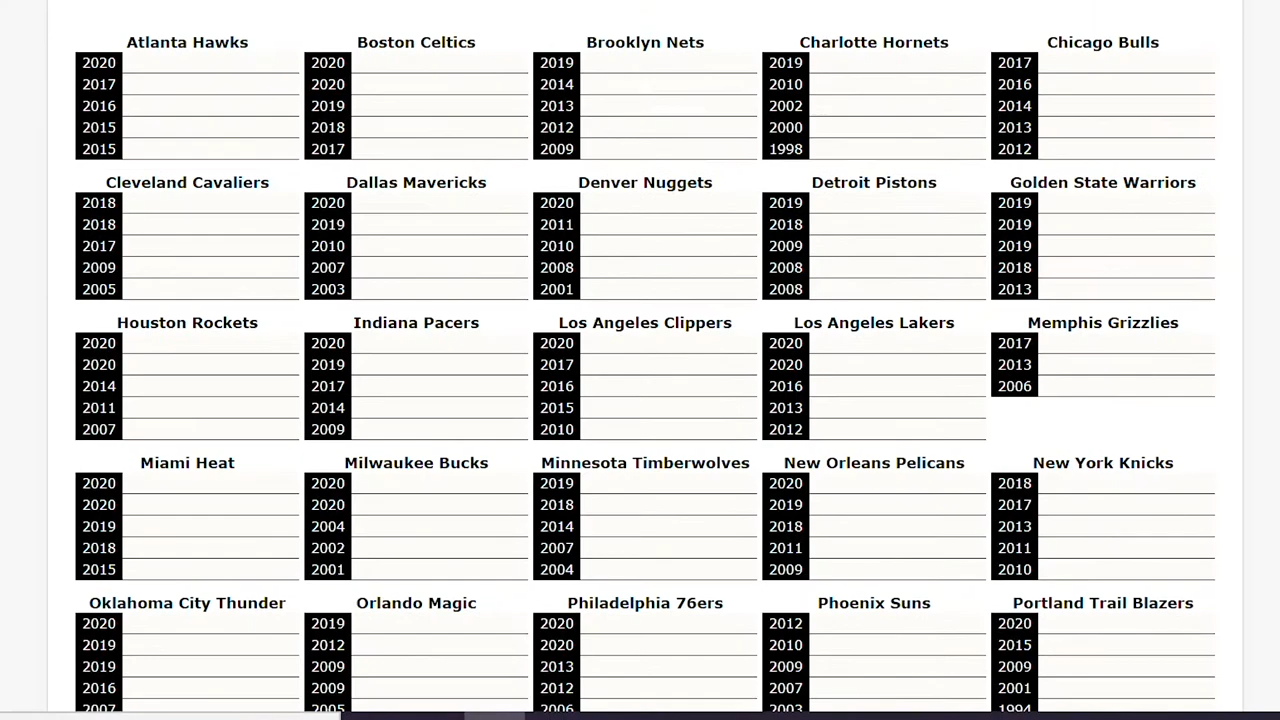 Atlanta Hawks Boston Celtics Brooklyn Nets Charlotte Hornets Chicago Bulls
2020 2020 2019 2019 2017
2017 2020 2014 2010 2016
2016 2019 2013 2002 2014
2015 2018 2012 2000 2013
2015 2017 2009 1998 2012
Cleveland Cavaliers Dallas Mavericks Denver Nuggets Detroit Pistons Golden State Warriors
2018 2020 2020 2019 2019
2018 2019 2011 2018 2019
2017 2010 2010 2009 2019
2009 2007 2008 2008 2018
2005 2003 2001 2008 2013
Houston Rockets Indiana Pacers Los Angeles Clippers Los Angeles Lakers Memphis Grizzlies
2020 2020 2020 2020 2017
2020 2019 2017 2020 2013
2014 2017 2016 2016 2006
2011 2014 2015 2013
2007 2009 2010 2012
Miami Heat Milwaukee Bucks Minnesota Timberwolves New Orleans Pelicans New York Knicks
2020 2020 2019 2020 2018
2020 2020 2018 2019 2017
2019 2004 2014 2018 2013
2018 2002 2007 2011 2011
2015 2001 2004 2009 2010
Oklahoma City Thunder Orlando Magic Philadelphia 76ers Phoenix Suns Portland Trail Blazers
2020 2019 2020 2012 2020
2019 2012 2020 2010 2015
2019 2009 2013 2009 2009
2016 2009 2012 2007 2001
2007 2005 2006 2003 1994